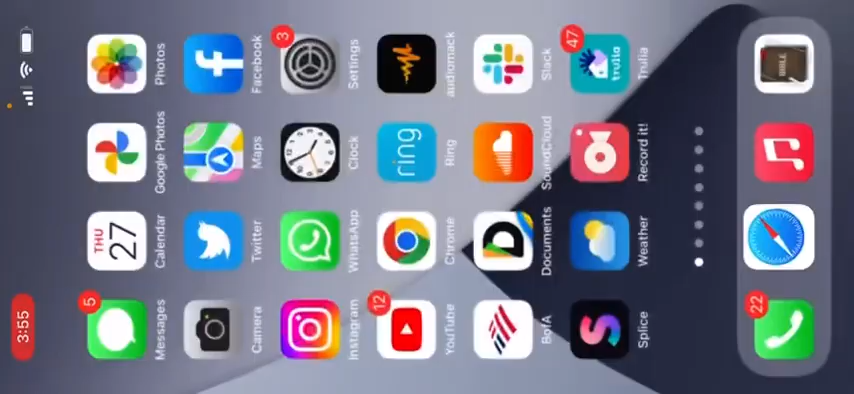 3:55
5
THU
27
Messages
Calendar
Google Photos
Photos
Camera
Twitter
Maps
Facebook
3
Instagram
WhatsApp
Clock
Settings
12
ring
YouTube
Chrome
Ring
audiomack
BofA
Documents
SoundCloud
Slack
47
trulia
Splice
Weather
Record it!
Trulia
22
BIBLE